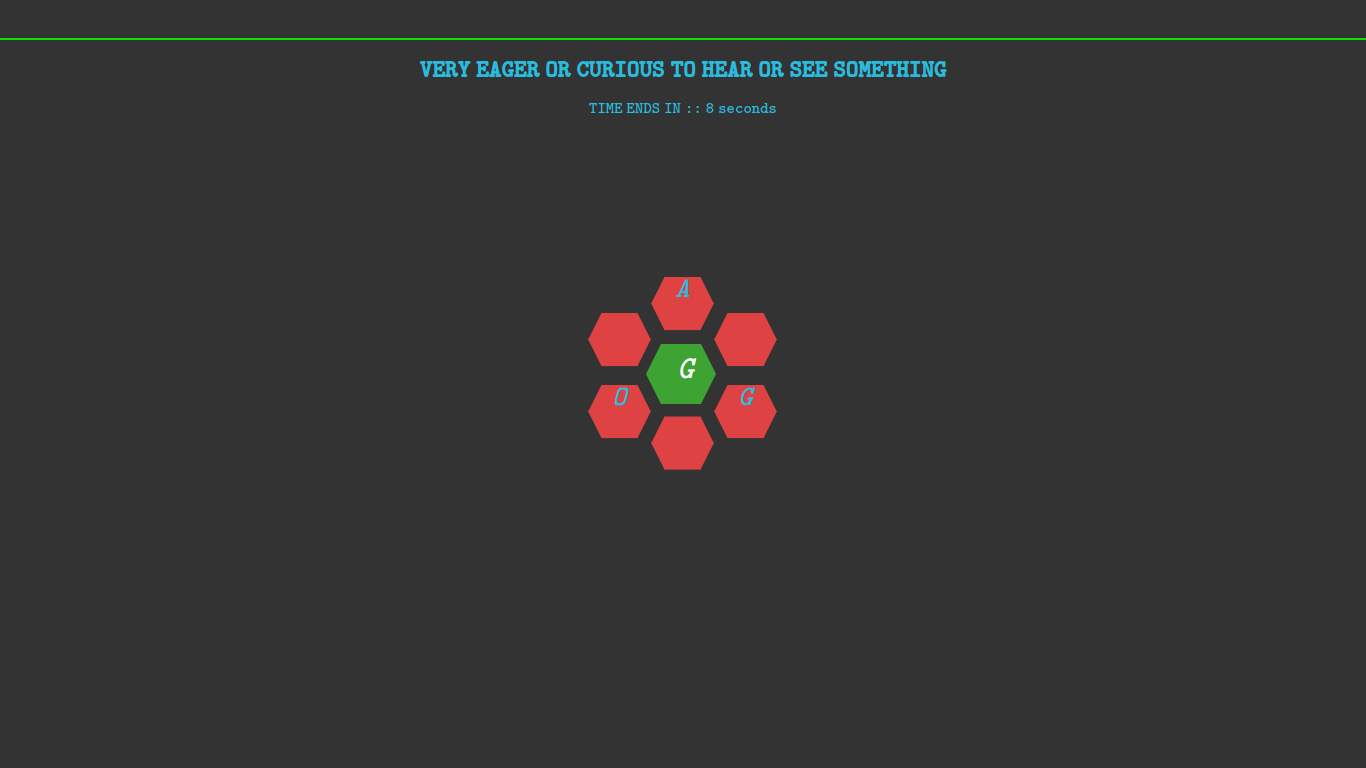 VERY EAGER OR CURIOUS TO HEAR OR SEE SOMETHING
TIME ENDS IN :: 8 seconds
A
G
O
G